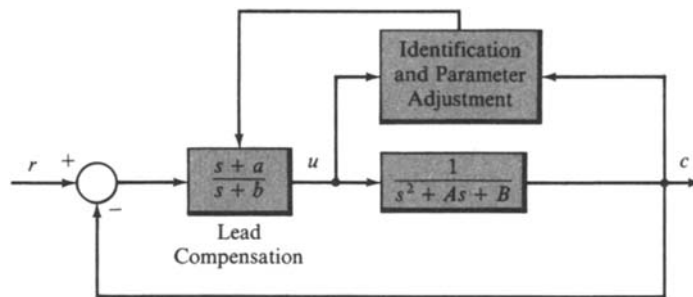 Identification
and Parameter
Adjustment
r
+
−
s + a
s + b
u
1
s² + As + B
c
Lead
Compensation